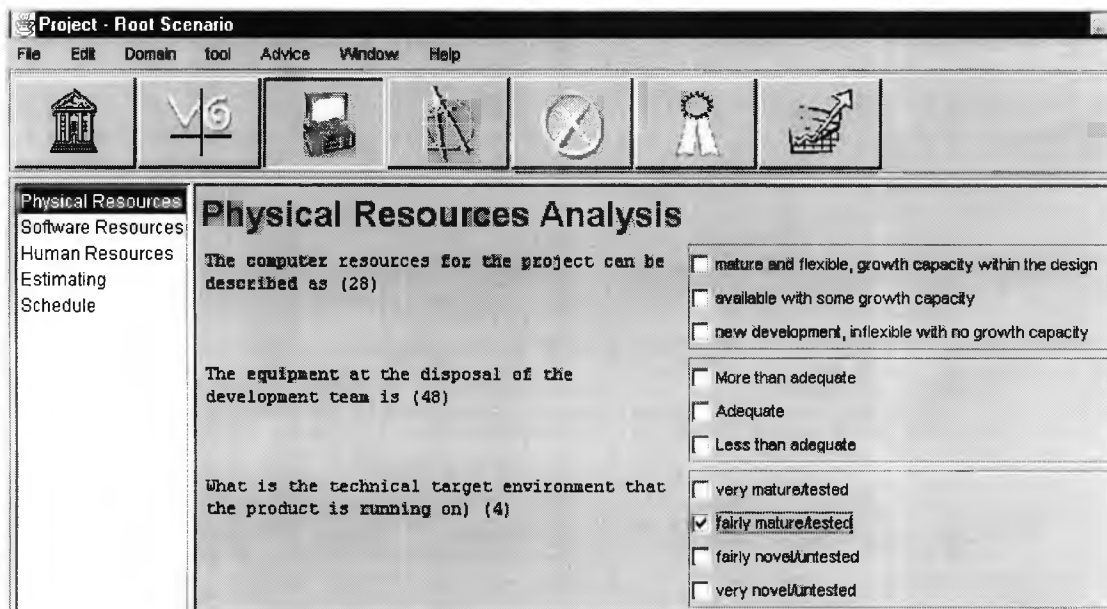 Project - Root Scenario
File Edit Domain tool Advice Window Help
Physical Resources
Software Resources
Human Resources
Estimating
Schedule
Physical Resources Analysis
The computer resources for the project can be
described as (28)
mature and flexible, growth capacity within the design
available with some growth capacity
new development, inflexible with no growth capacity
The equipment at the disposal of the
development team is (48)
More than adequate
Adequate
Less than adequate
What is the technical target environment that
the product is running on) (4)
very mature/tested
fairly mature/tested
fairly novel/untested
very novel/untested